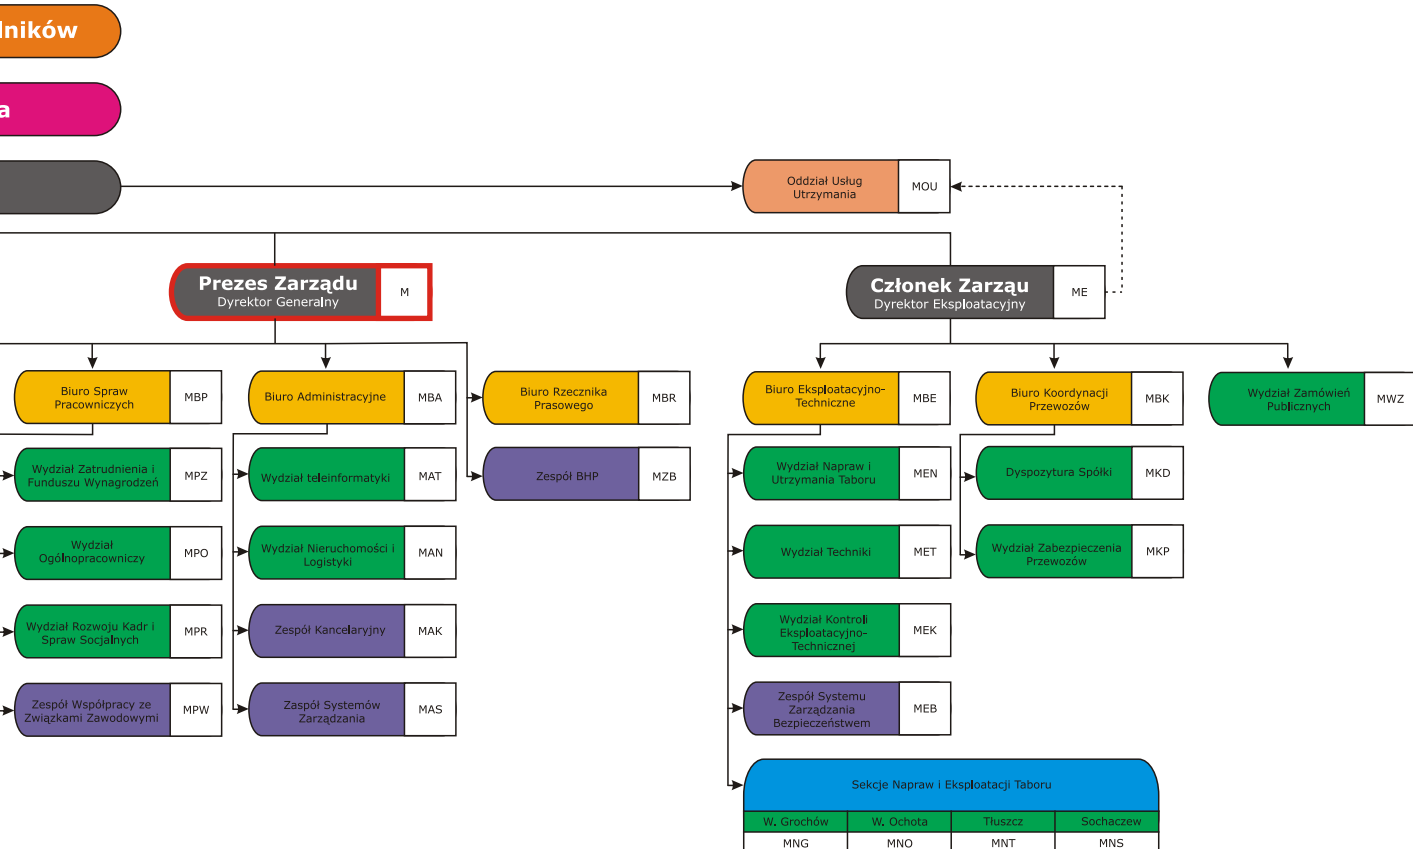 lników
a
Oddział Usług
Utrzymania
MOU
Prezes Zarządu
Dyrektor Generalny
M
Członek Zarząu
Dyrektor Eksploatacyjny
ME
Biuro Spraw
Pracowniczych
MBP
Biuro Administracyjne
MBA
Biuro Rzecznika
Prasowego
MBR
Biuro Eksploatacyjno-
Techniczne
MBE
Biuro Koordynacji
Przewozów
MBK
Wydział Zamówień
Publicznych
MWZ
Wydział Zatrudnienia i
Funduszu Wynagrodzeń
MPZ
Wydział teleinformatyki
MAT
Zespół BHP
MZB
Wydział Napraw i
Utrzymania Taboru
MEN
Dyspozytura Spółki
MKD
Wydział
Ogólnopracowniczy
MPO
Wydział Nieruchomości i
Logistyki
MAN
Wydział Techniki
MET
Wydział Zabezpieczenia
Przewozów
MKP
Wydział Rozwoju Kadr i
Spraw Socjalnych
MPR
Zespół Kancelaryjny
MAK
Wydział Kontroli
Eksploatacyjno-
Technicznej
MEK
Zespół Współpracy ze
Związkami Zawodowymi
MPW
Zaspół Systemów
Zarządzania
MAS
Zespół Systemu
Zarządzania
Bezpieczeństwem
MEB
Sekcje Napraw i Eksploatacji Taboru
W. Grochów
W. Ochota
Tłuszcz
Sochaczew
MNG
MNO
MNT
MNS